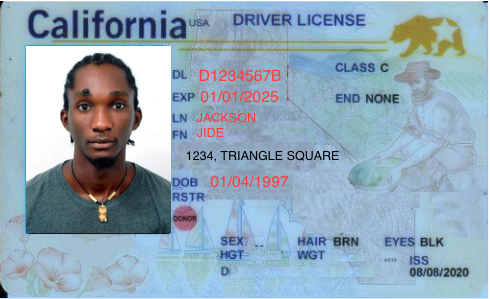 California USA DRIVER LICENSE
DL D1234567B CLASS C
EXP 01/01/2025 END NONE
LN JACKSON
FN JIDE
1234, TRIANGLE SQUARE
DOB 01/04/1997
RSTR
DONOR
SEX HAIR BRN EYES BLK
HGT WGT
D ISS
08/08/2020